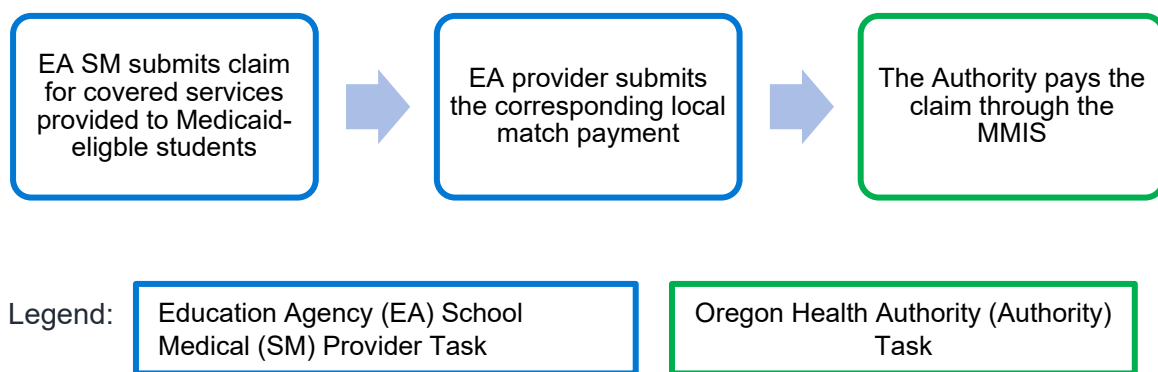 EA SM submits claim
for covered services
provided to Medicaid-
eligble students
EA provider submits
the corresponding local
match payment
The Authority pays the
claim through the
MMIS
Legend:
Education Agency (EA) School
Medical (SM) Provider Task
Oregon Health Authority (Authority)
Task